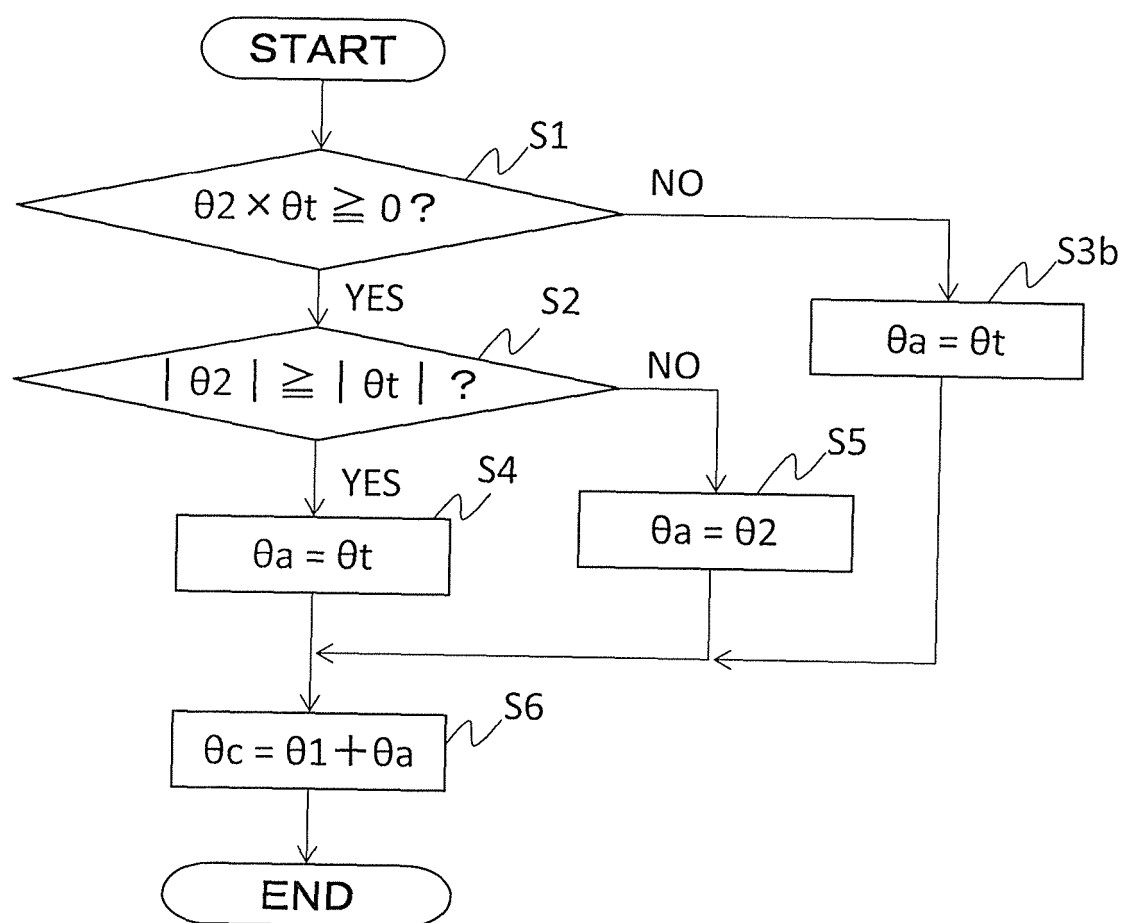 START
S1
θ2 × θt ≧ 0 ?
NO
YES
S3b
θa = θt
S2
| θ2 | ≧ | θt | ?
NO
YES
S4
θa = θt
S5
θa = θ2
S6
θc = θ1 + θa
END